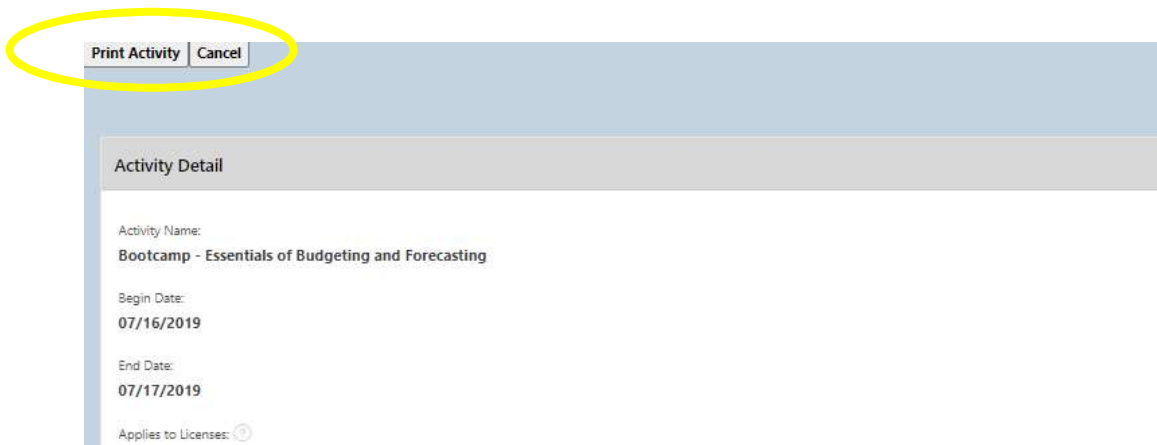 Print Activity Cancel
Activity Detail
Activity Name:
Bootcamp - Essentials of Budgeting and Forecasting
Begin Date:
07/16/2019
End Date:
07/17/2019
Applies to Licenses: ?